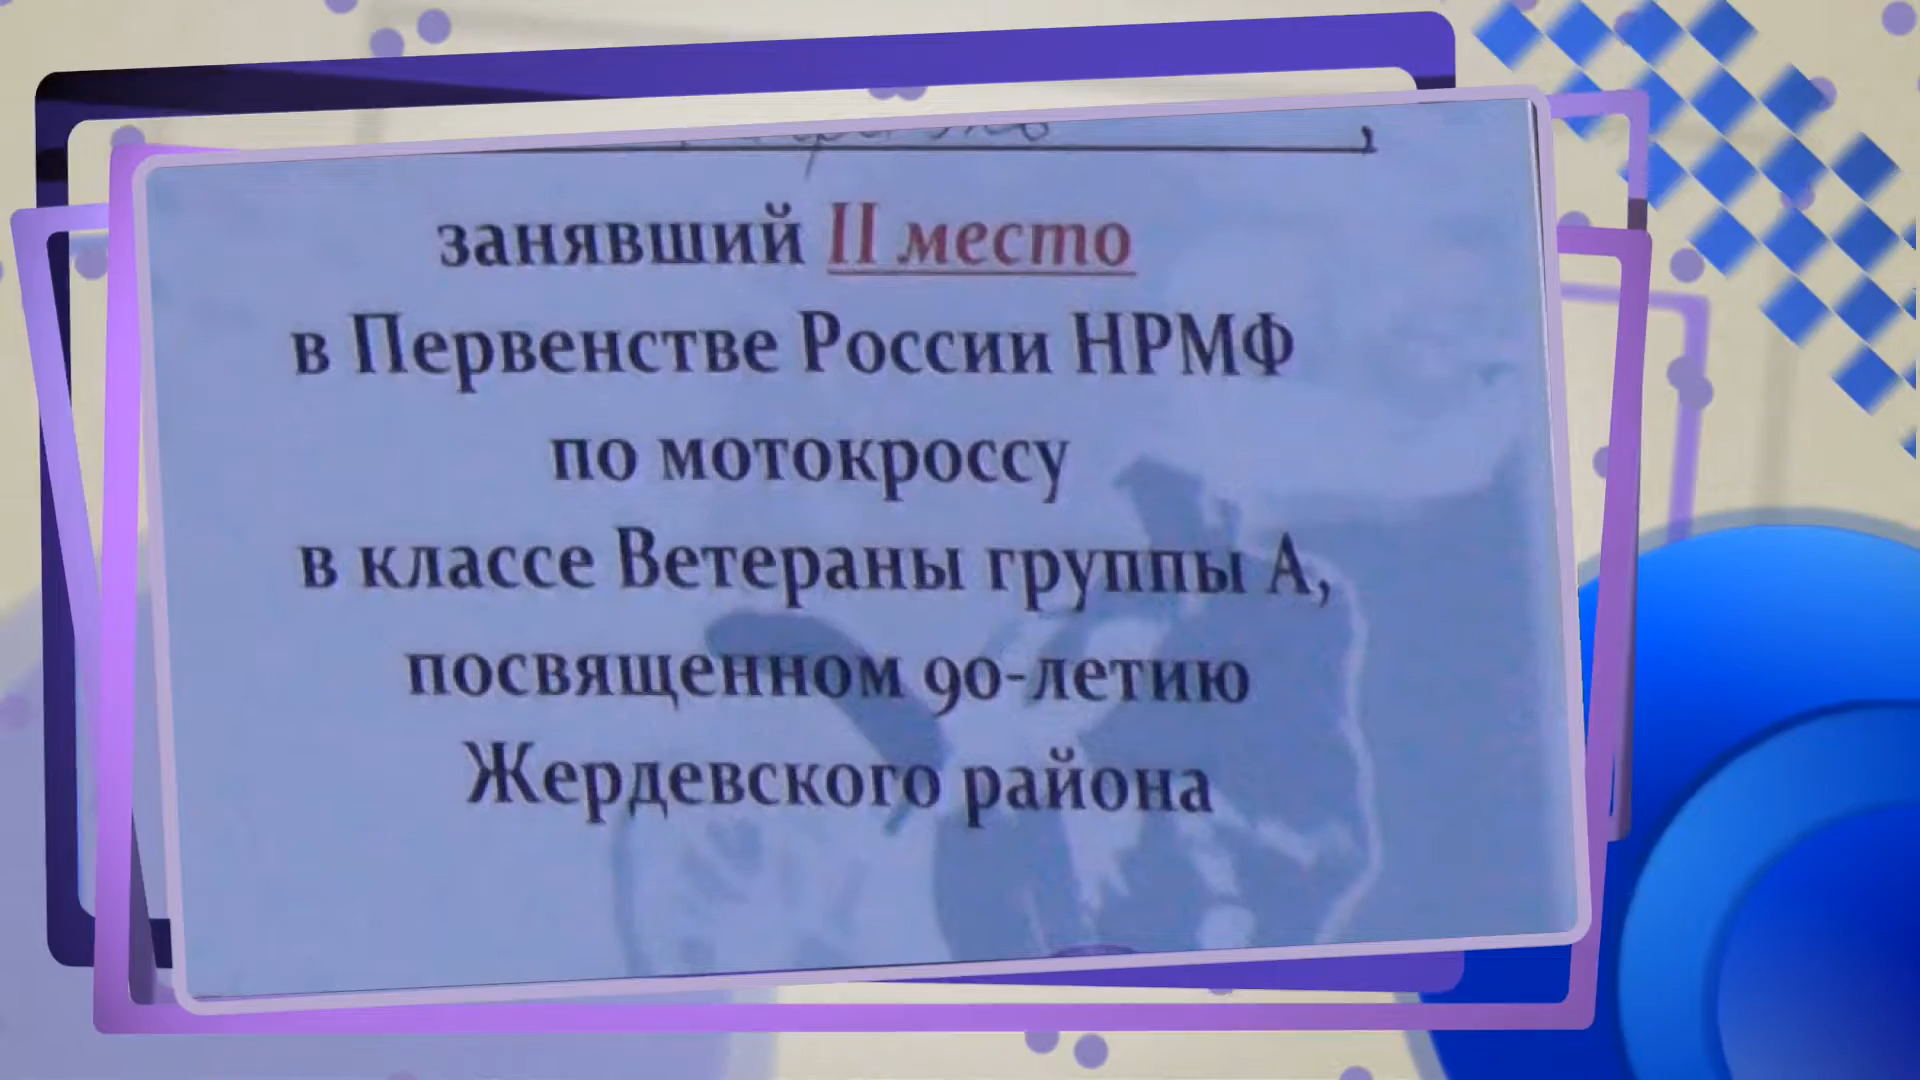 занявший II место
в Первенстве России НРМФ
по мотокроссу
в классе Ветераны группы А,
посвященном 90-летию
Жердевского района